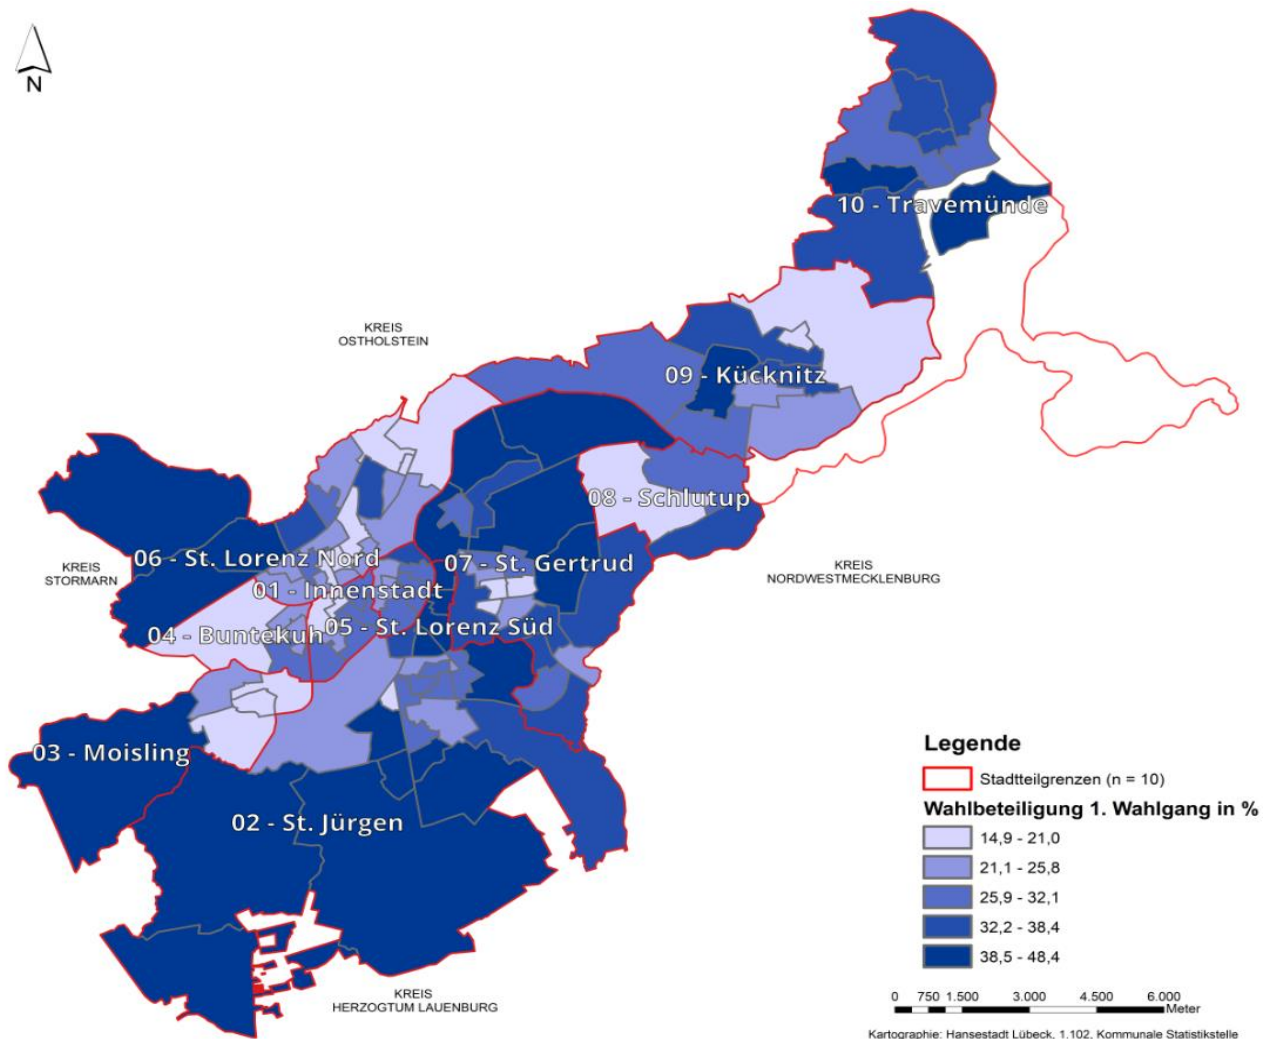 N
10 - Travemünde
KREIS
OSTHOLSTEIN
09 - Kücknitz
08 - Schlutup
06 - St. Lorenz Nord
07 - St. Gertrud
KREIS
STORMARN
KREIS
NORDWESTMECKLENBURG
01 - Innenstadt
04 - Buntekuh
05 - St. Lorenz Süd
03 - Moisling
02 - St. Jürgen
KREIS
HERZOGTUM LAUENBURG
Legende
Stadtteilgrenzen (n = 10)
Wahlbeteiligung 1. Wahlgang in %
14,9 - 21,0
21,1 - 25,8
25,9 - 32,1
32,2 - 38,4
38,5 - 48,4
0 750 1.500 3.000 4.500 6.000
Meter
Kartographie: Hansestadt Lübeck, 1.102, Kommunale Statistikstelle